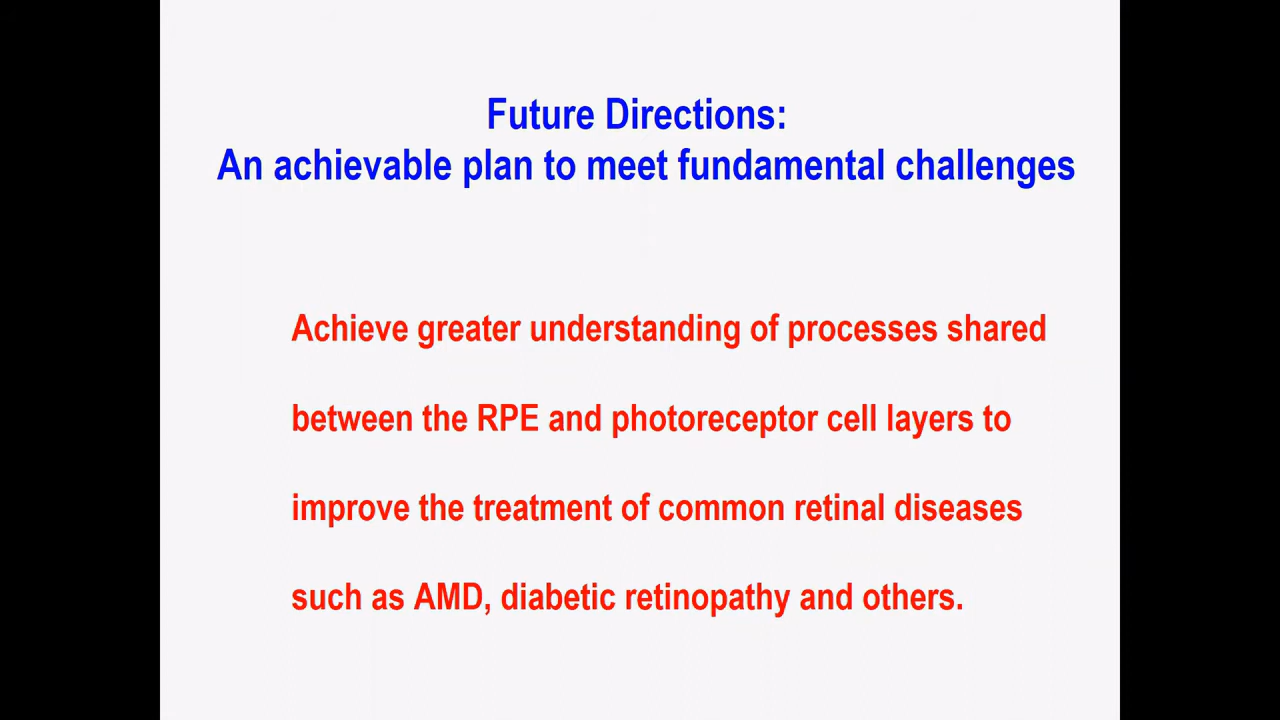 Future Directions:
An achievable plan to meet fundamental challenges
Achieve greater understanding of processes shared
between the RPE and photoreceptor cell layers to
improve the treatment of common retinal diseases
such as AMD, diabetic retinopathy and others.